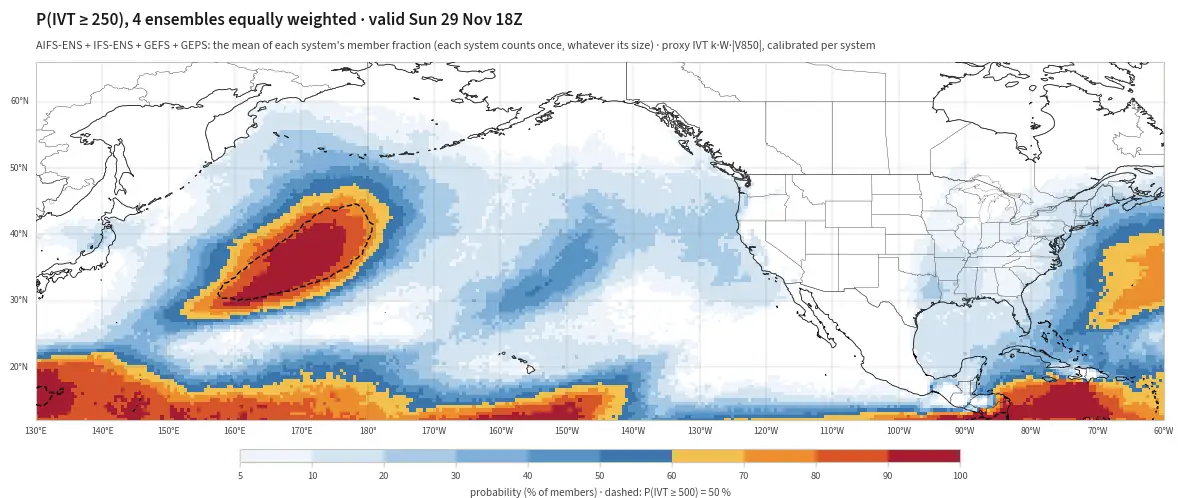 P(IVT ≥ 250), 4 ensembles equally weighted · valid Sun 29 Nov 18Z
AIFS-ENS + IFS-ENS + GEFS + GEPS: the mean of each system's member fraction (each system counts once, whatever its size) · proxy IVT k·W·|V850|, calibrated per system
60°N
50°N
40°N
30°N
20°N
130°E 140°E 150°E 160°E 170°E 180° 170°W 160°W 150°W 140°W 130°W 120°W 110°W 100°W 90°W 80°W 70°W 60°W
5 10 20 30 40 50 60 70 80 90 100
probability (% of members) · dashed: P(IVT ≥ 500) = 50 %